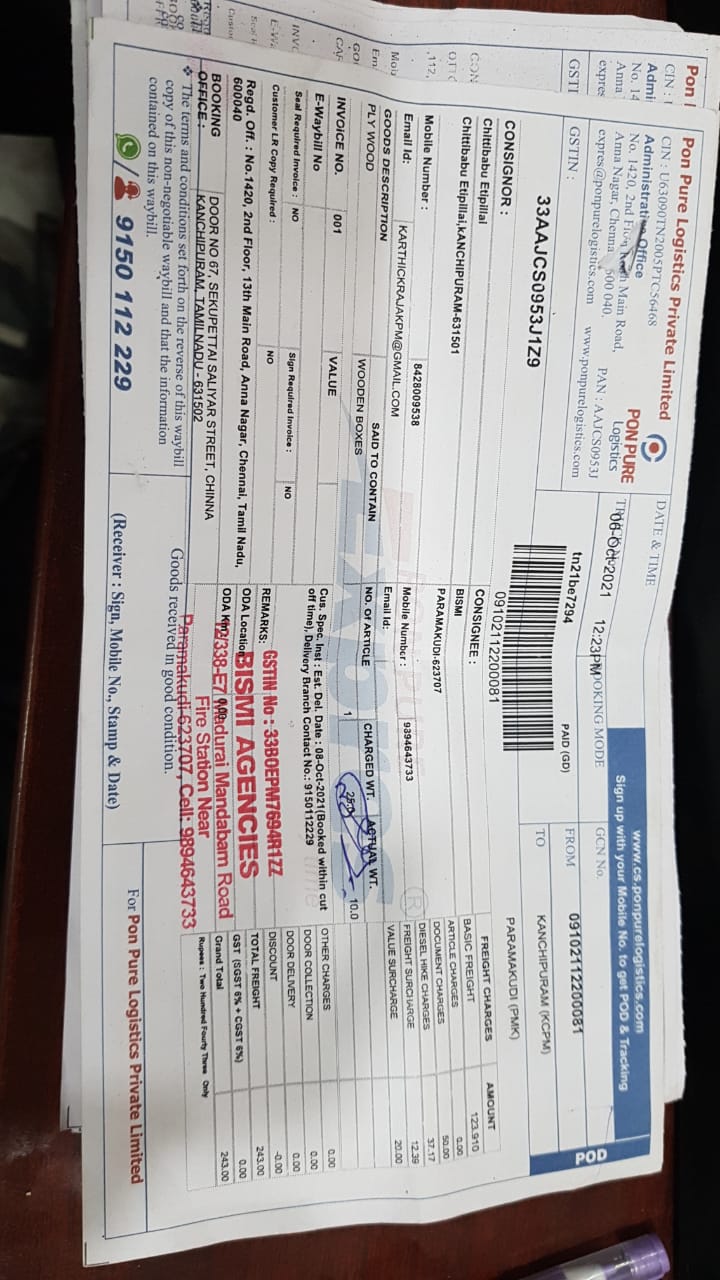 Pon Pure Logistics Private Limited
CIN : U63090TN2005PTC56468
Administrative Office
No. 1420, 2nd Main Road,
Anna Nagar, 600 040.
expres@ponpurelogistics.com www.ponpurelogistics.com
PAN : AAJCS0953J
PONPURE
Logistics
GSTIN :
33AAJCS0953J1Z9
DATE & TIME
06-Oct-2021 12:23PM
BOOKING MODE
tn21be7294
PAID (GD)
09102112200081
www.cs.ponpurelogistics.com
Sign up with your Mobile No. to get POD & Tracking
POD
GCN No.
09102112200081
FROM
KANCHIPURAM (KCPM)
TO
PARAMAKUDI (PMK)
CONSIGNOR :
Chittibabu Etipillai
Chittibabu Etipillai,KANCHIPURAM-631501
Mobile Number : 8428009538
Email Id: KARTHICKRAJAKPM@GMAIL.COM
CONSIGNEE :
BISMI
PARAMAKUDI-623707
Mobile Number : 9394643733
Email Id:
GOODS DESCRIPTION
SAID TO CONTAIN
NO. Of ARTICLE
CHARGED WT.
ACTUAL WT.
PLY WOOD
WOODEN BOXES
1
10.0
INVOICE NO.
VALUE
001
E-Waybill No
Seal Required Invoice : NO
Sign Required Invoice : NO
Customer LR Copy Required : NO
Cus. Spec. Inst : Est. Del. Date : 08-Oct-2021(Booked within cut
off time), Delivery Branch Contact No.: 9150112229
Regd. Off. : No.1420, 2nd Floor, 13th Main Road, Anna Nagar, Chennai, Tamil Nadu,
600040
BOOKING
OFFICE :
DOOR NO 67, SEKUPETTAI SALIYAR STREET, CHINNA
KANCHIPURAM, TAMILNADU - 631502
REMARKS:
ODA Location
ODA Km
GSTIN No : 33B0EPM7694R1ZZ
BISMI AGENCIES
2/338-E7, Madurai Mandabam Road
Fire Station Near
Paramakudi-623707, Cell: 9894643733
FREIGHT CHARGES AMOUNT
BASIC FREIGHT 123.910
ARTICLE CHARGES 0.00
DOCUMENT CHARGES 50.00
DIESEL HIKE CHARGES 37.17
FREIGHT SURCHARGE 12.39
VALUE SURCHARGE 20.00
OTHER CHARGES 0.00
DOOR COLLECTION 0.00
DOOR DELIVERY 0.00
DISCOUNT -0.00
TOTAL FREIGHT 243.00
GST (SGST 6% + CGST 6%) 0.00
Grand Total 243.00
Rupees : Two Hundred Fourty Three Only
❖ The terms and conditions set forth on the reverse of this waybill
copy of this non-negotiable waybill and that the information
contained on this waybill.
Goods received in good condition.
/ 9150 112 229
(Receiver : Sign, Mobile No., Stamp & Date)
For Pon Pure Logistics Private Limited